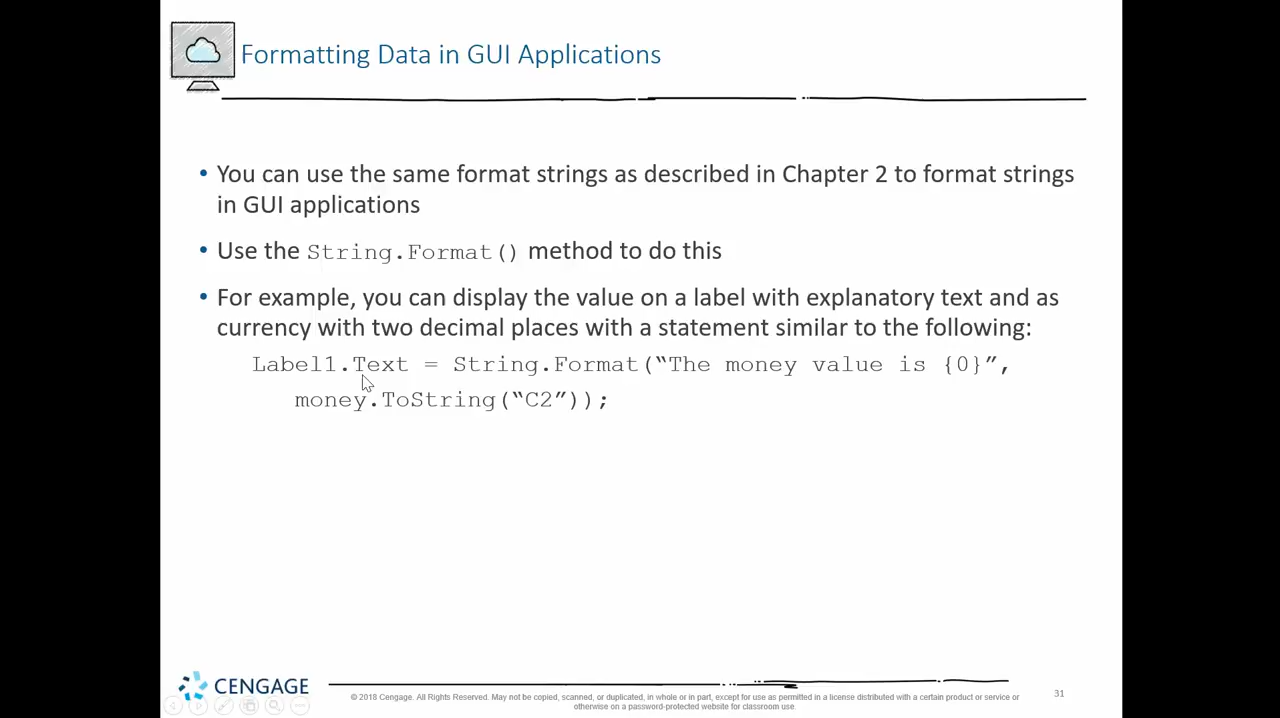 Formatting Data in GUI Applications
• You can use the same format strings as described in Chapter 2 to format strings
in GUI applications
• Use the String.Format() method to do this
• For example, you can display the value on a label with explanatory text and as
currency with two decimal places with a statement similar to the following:
Label1.Text = String.Format(“The money value is {0}”,
money.ToString(“C2”));
CENGAGE
© 2018 Cengage. All Rights Reserved. May not be copied, scanned, or duplicated, in whole or in part, except for use as permitted in a license distributed with a certain product or service or
otherwise on a password-protected website for classroom use.
31